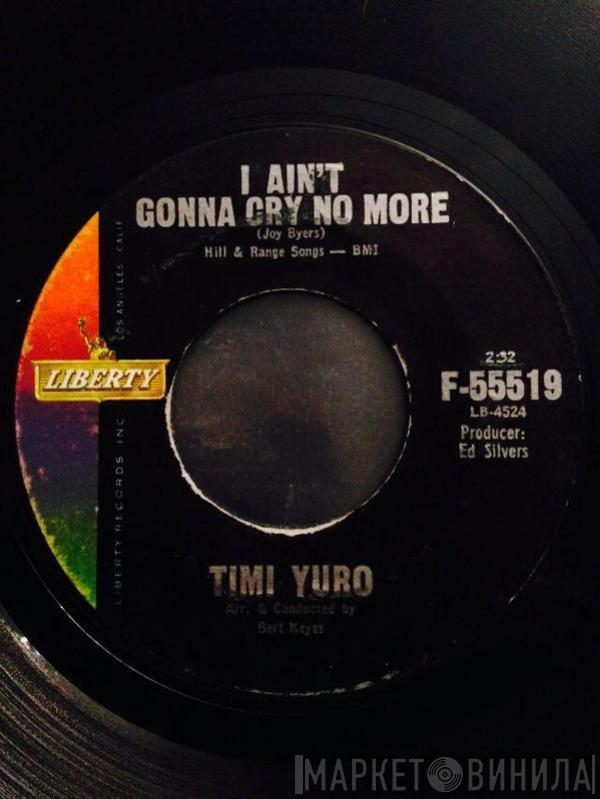 I AIN'T
GONNA CRY NO MORE
(Joy Byers)
Hill & Range Songs — BMI
LIBERTY
LIBERTY RECORDS INC. LOS ANGELES CALIF
2:32
F-55519
LB-4524
Producer:
Ed Silvers
TIMI YURO
Arr. & Conducted by
Bert Keyes
МАРКЕТ ВИНИЛА